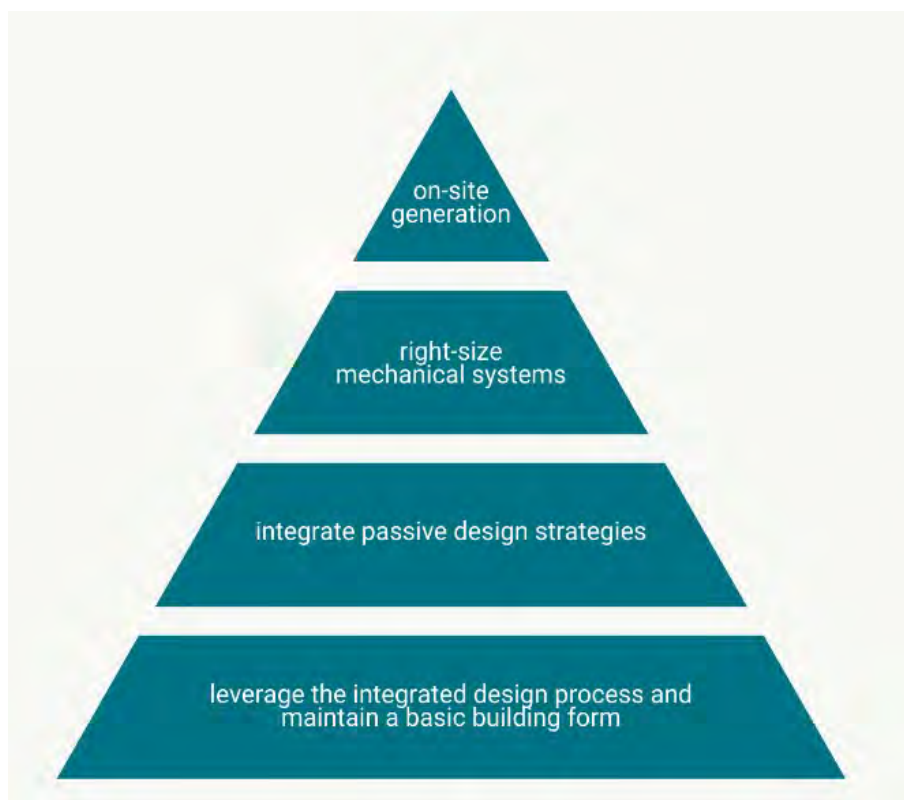 on-site
generation
right-size
mechanical systems
integrate passive design strategies
leverage the integrated design process and
maintain a basic building form